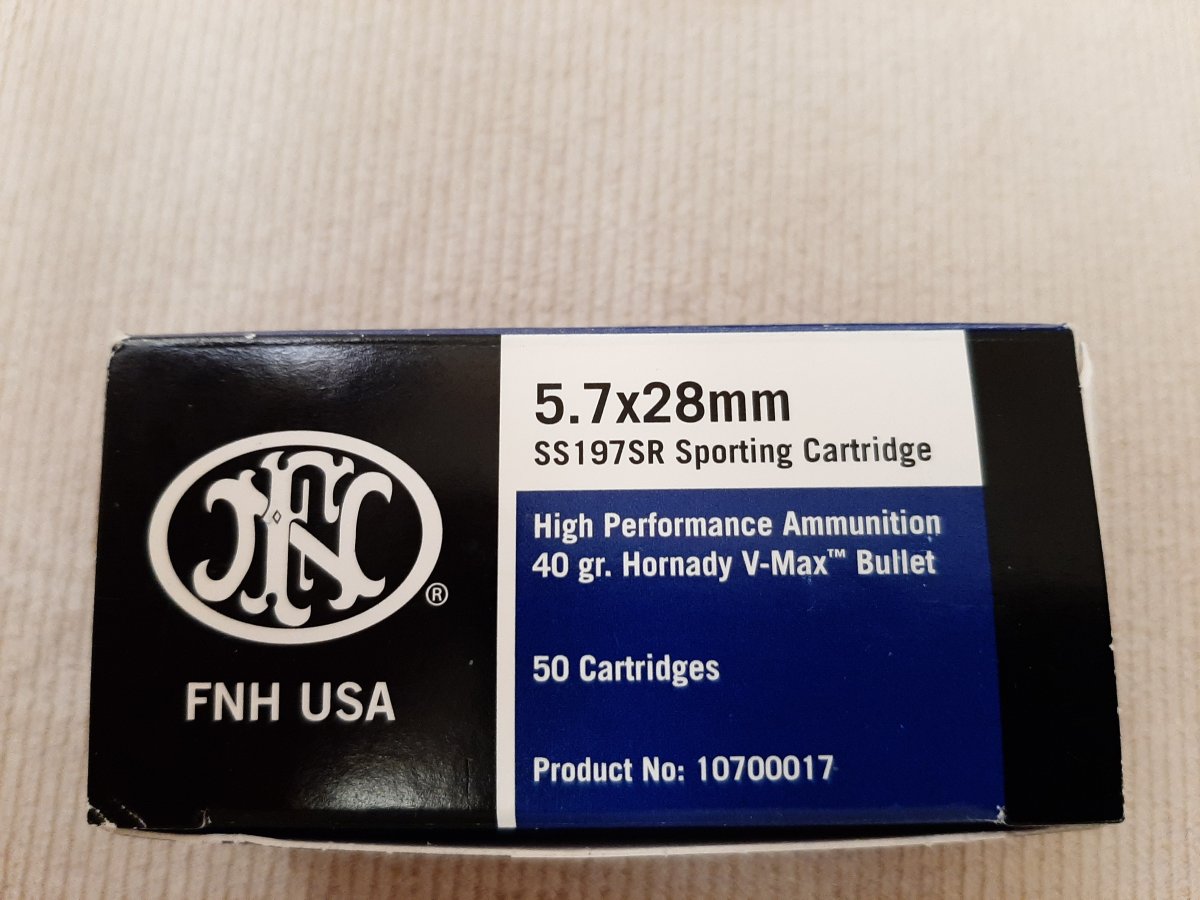 FN
®
FNH USA
5.7x28mm
SS197SR Sporting Cartridge
High Performance Ammunition
40 gr. Hornady V-Max™ Bullet
50 Cartridges
Product No: 10700017